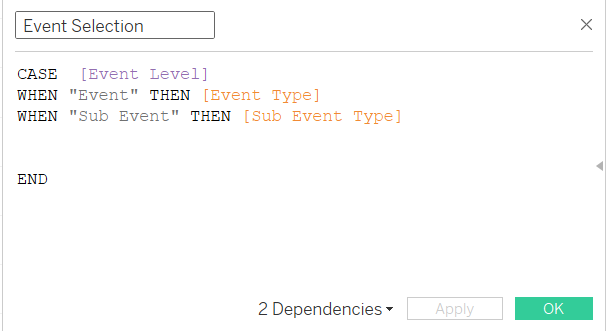 Event Selection
CASE  [Event Level]
WHEN "Event" THEN [Event Type]
WHEN "Sub Event" THEN [Sub Event Type]
END
2 Dependencies
Apply
OK